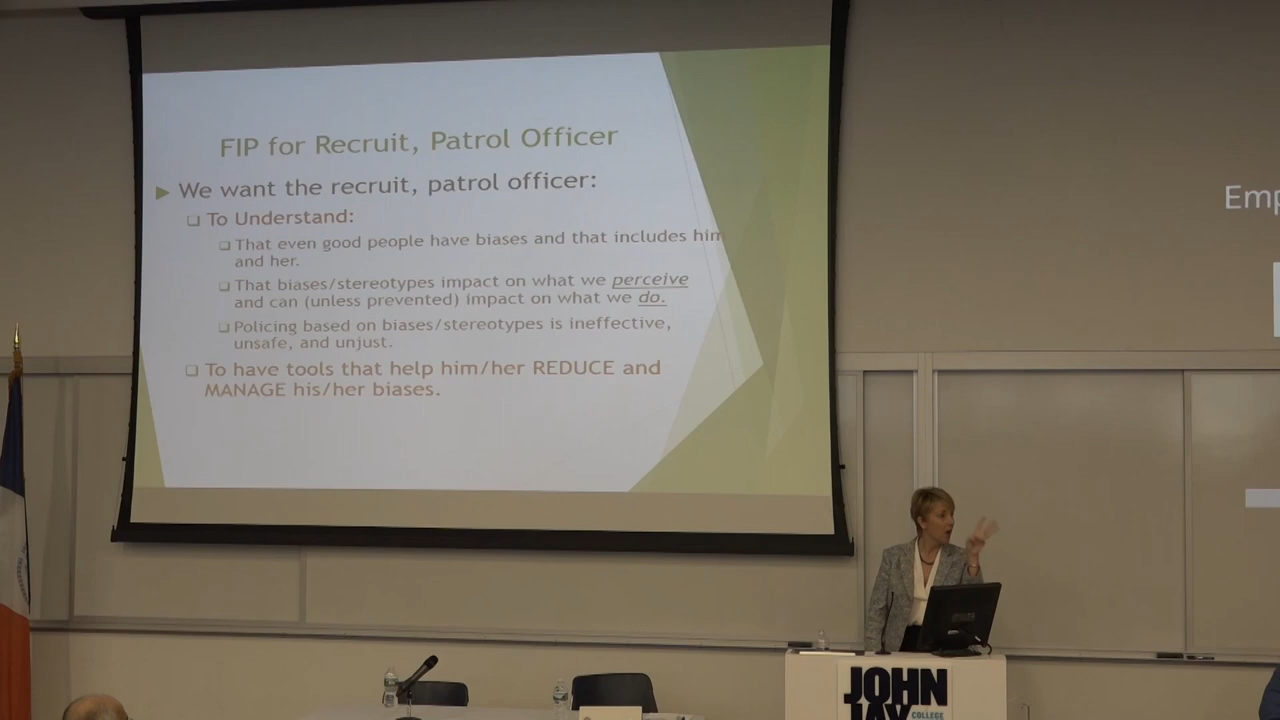 FIP for Recruit, Patrol Officer
We want the recruit, patrol officer:
To Understand:
That even good people have biases and that includes him
and her.
That biases/stereotypes impact on what we perceive
and can (unless prevented) impact on what we do.
Policing based on biases/stereotypes is ineffective,
unsafe, and unjust.
To have tools that help him/her REDUCE and
MANAGE his/her biases.
Emp
JOHN
JAY
COLLEGE